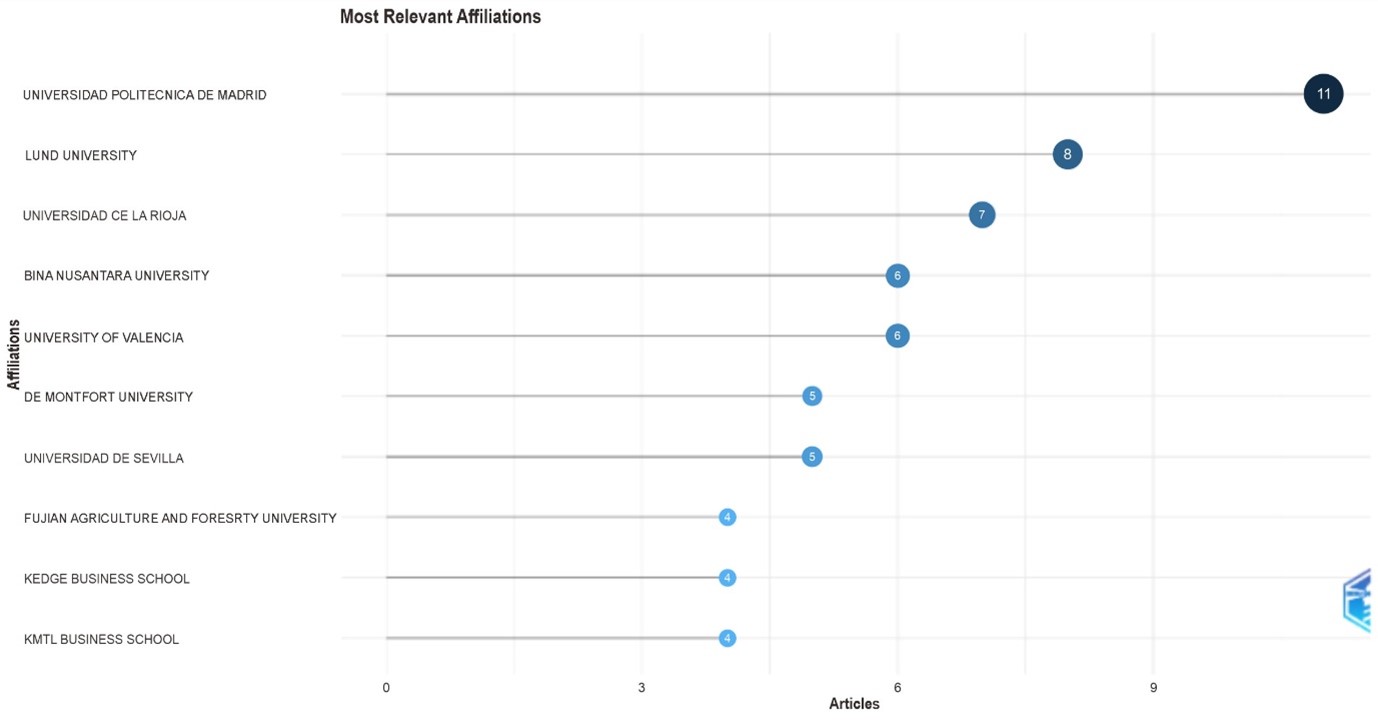 Most Relevant Affiliations
UNIVERSIDAD POLITECNICA DE MADRID
11
LUND UNIVERSITY
8
UNIVERSIDAD CE LA RIOJA
7
BINA NUSANTARA UNIVERSITY
6
Affiliations
UNIVERSITY OF VALENCIA
6
DE MONTFORT UNIVERSITY
5
UNIVERSIDAD DE SEVILLA
5
FUJIAN AGRICULTURE AND FORESRTY UNIVERSITY
4
KEDGE BUSINESS SCHOOL
4
KMTL BUSINESS SCHOOL
4
0 3 6 9
Articles